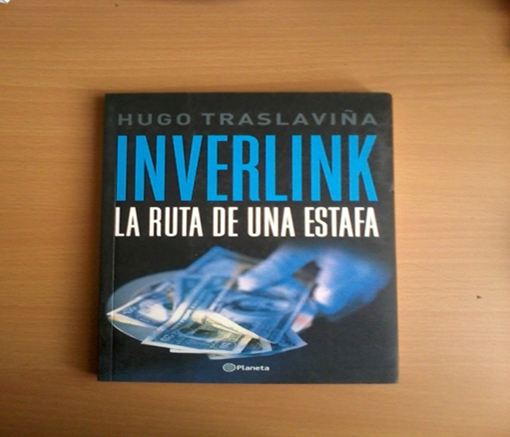 HUGO TRASLAVIÑA
INVERLINK
LA RUTA DE UNA ESTAFA
Planeta